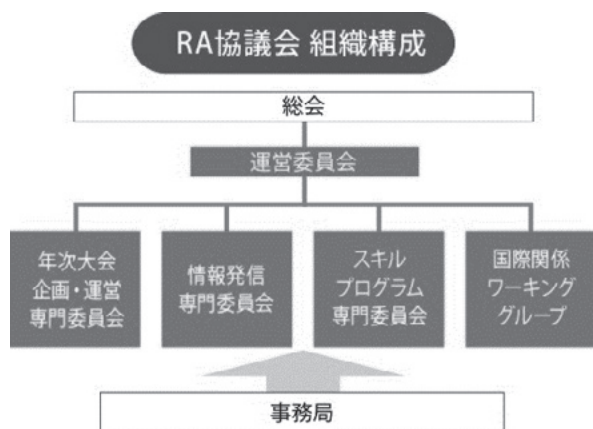 RA協議会 組織構成
総会
運営委員会
年次大会
企画・運営
専門委員会
情報発信
専門委員会
スキル
プログラム
専門委員会
国際関係
ワーキング
グループ
事務局